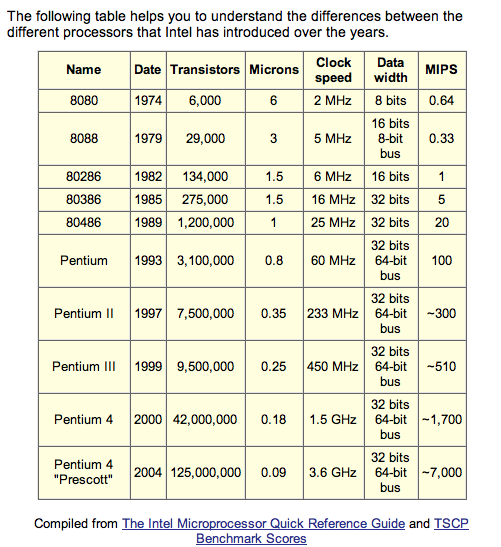 The following table helps you to understand the differences between the
different processors that Intel has introduced over the years.
Name Date Transistors Microns Clock speed Data width MIPS
8080 1974 6,000 6 2 MHz 8 bits 0.64
8088 1979 29,000 3 5 MHz 16 bits 8-bit bus 0.33
80286 1982 134,000 1.5 6 MHz 16 bits 1
80386 1985 275,000 1.5 16 MHz 32 bits 5
80486 1989 1,200,000 1 25 MHz 32 bits 20
Pentium 1993 3,100,000 0.8 60 MHz 32 bits 64-bit bus 100
Pentium II 1997 7,500,000 0.35 233 MHz 32 bits 64-bit bus ~300
Pentium III 1999 9,500,000 0.25 450 MHz 32 bits 64-bit bus ~510
Pentium 4 2000 42,000,000 0.18 1.5 GHz 32 bits 64-bit bus ~1,700
Pentium 4 "Prescott" 2004 125,000,000 0.09 3.6 GHz 32 bits 64-bit bus ~7,000
Compiled from The Intel Microprocessor Quick Reference Guide and TSCP
Benchmark Scores